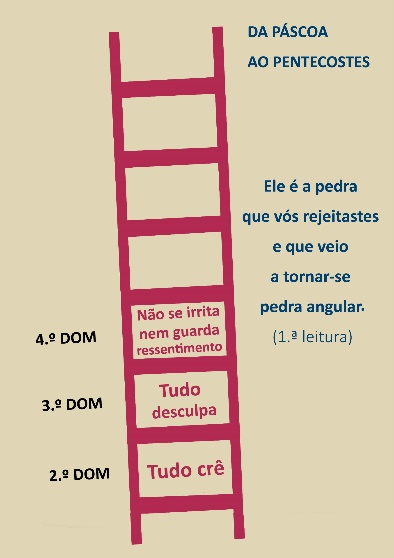 DA PÁSCOA
AO PENTECOSTES
Ele é a pedra
que vós rejeitastes
e que veio
a tornar-se
pedra angular.
(1.ª leitura)
4.º DOM
Não se irrita
nem guarda
ressentimento
3.º DOM
Tudo
desculpa
2.º DOM
Tudo crê